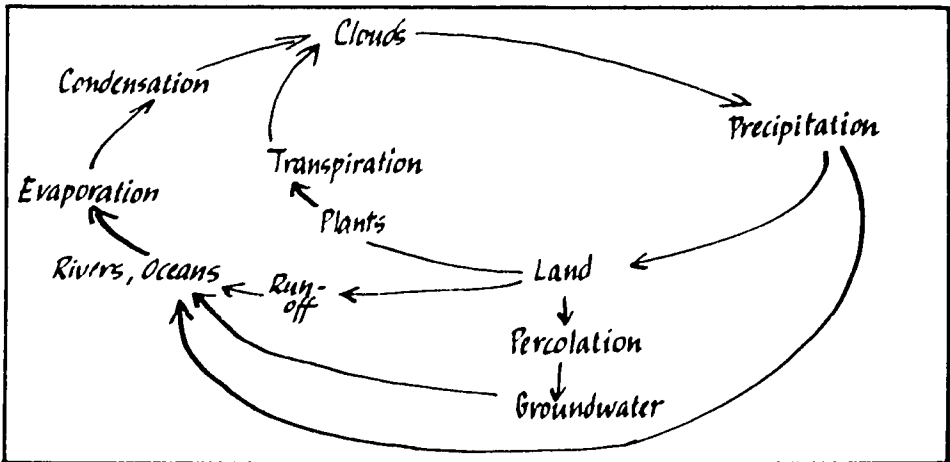 Clouds
Condensation
Precipitation
Transpiration
Evaporation
Plants
Rivers, Oceans
Run-
off
Land
Percolation
Groundwater